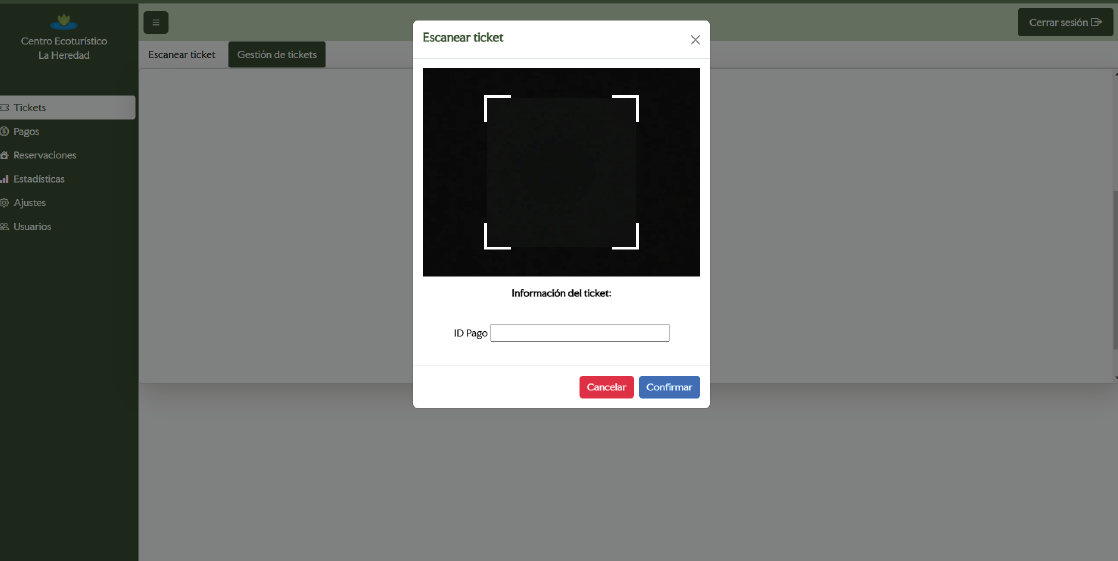 Centro Ecoturístico
La Heredad
Tickets
Pagos
Reservaciones
Estadísticas
Ajustes
Usuarios
Cerrar sesión
Escanear ticket
Gestión de tickets
Escanear ticket
Información del ticket:
ID Pago
Cancelar
Confirmar